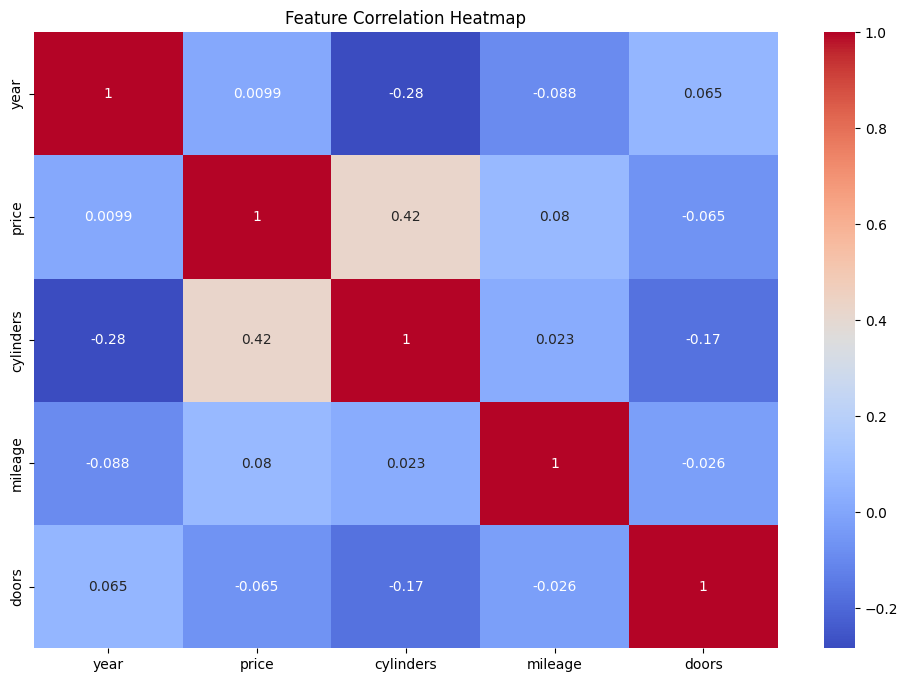 Feature Correlation Heatmap
year 1 0.0099 -0.28 -0.088 0.065
price 0.0099 1 0.42 0.08 -0.065
cylinders -0.28 0.42 1 0.023 -0.17
mileage -0.088 0.08 0.023 1 -0.026
doors 0.065 -0.065 -0.17 -0.026 1
year price cylinders mileage doors
1.0
0.8
0.6
0.4
0.2
0.0
−0.2